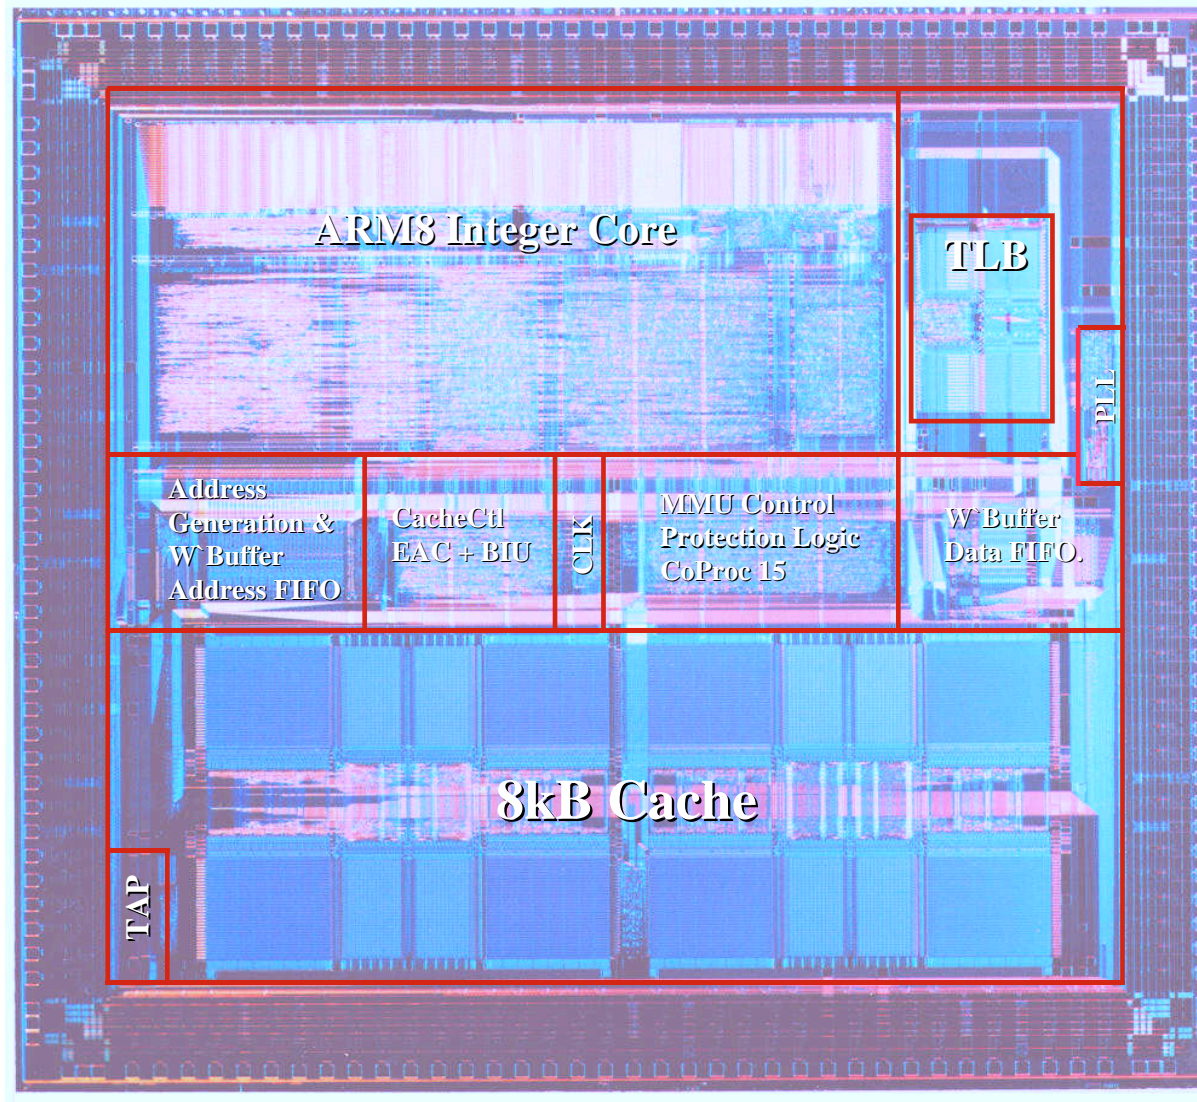 ARM8 Integer Core
TLB
PLL
Address
Generation &
W`Buffer
Address FIFO
CacheCtl
EAC + BIU
CLK
MMU Control
Protection Logic
CoProc 15
W`Buffer
Data FIFO.
8kB Cache
TAP